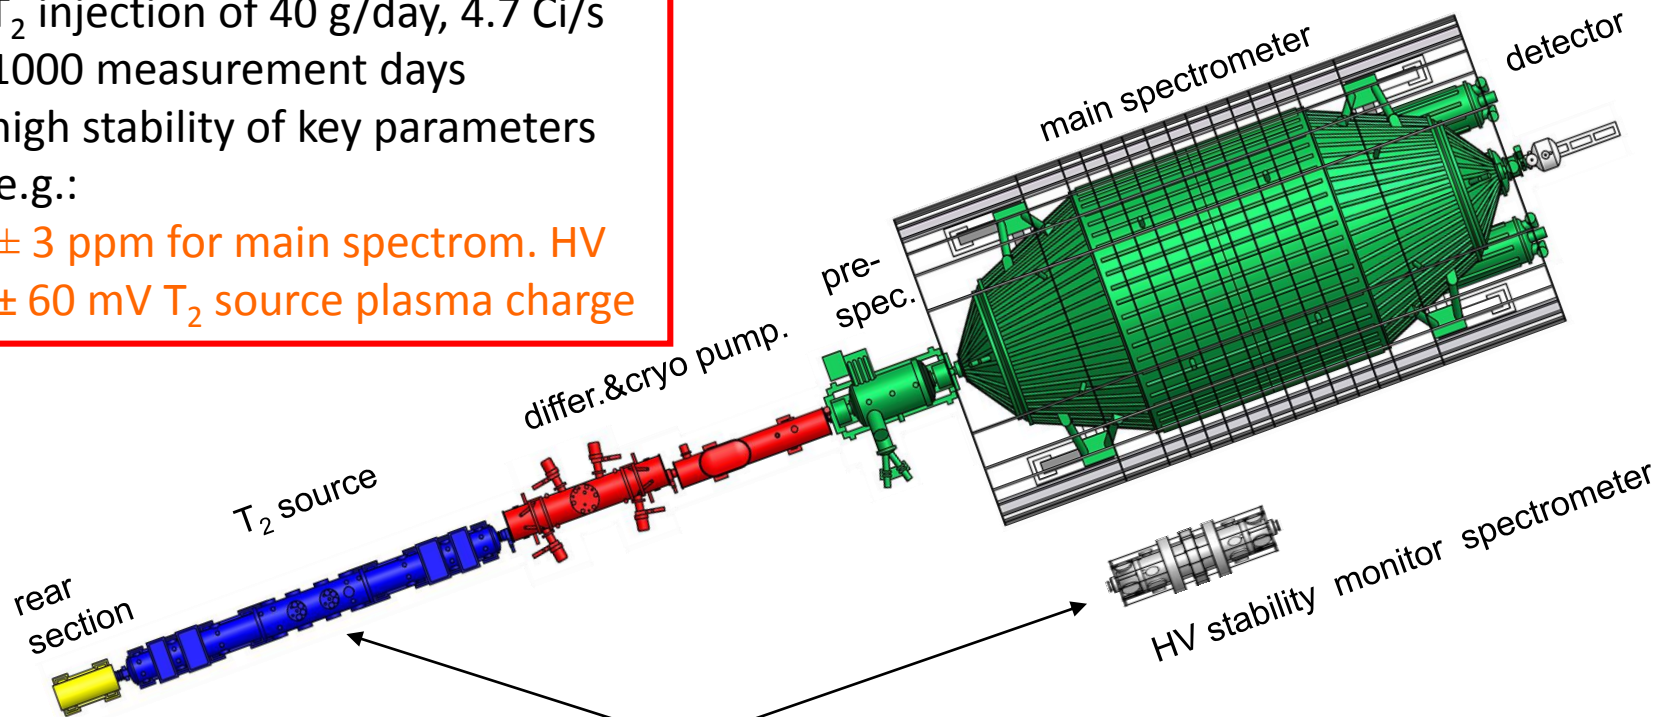 T₂ injection of 40 g/day, 4.7 Ci/s
1000 measurement days
high stability of key parameters
e.g.:
± 3 ppm for main spectrom. HV
± 60 mV T₂ source plasma charge
main spectrometer
detector
pre-
spec.
differ.&cryo pump.
T₂ source
rear
section
HV stability monitor spectrometer